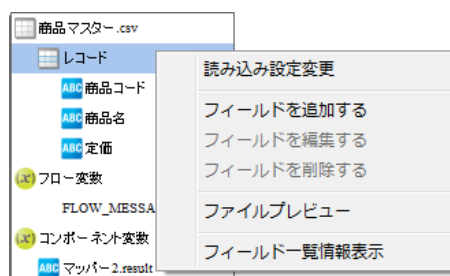 商品マスター.csv
レコード
ABC 商品コード
ABC 商品名
ABC 定価
(x) フロー変数
FLOW_MESSA
(x) コンポーネント変数
ABC マッパー2.result
読み込み設定変更
フィールドを追加する
フィールドを編集する
フィールドを削除する
ファイルプレビュー
フィールド一覧情報表示